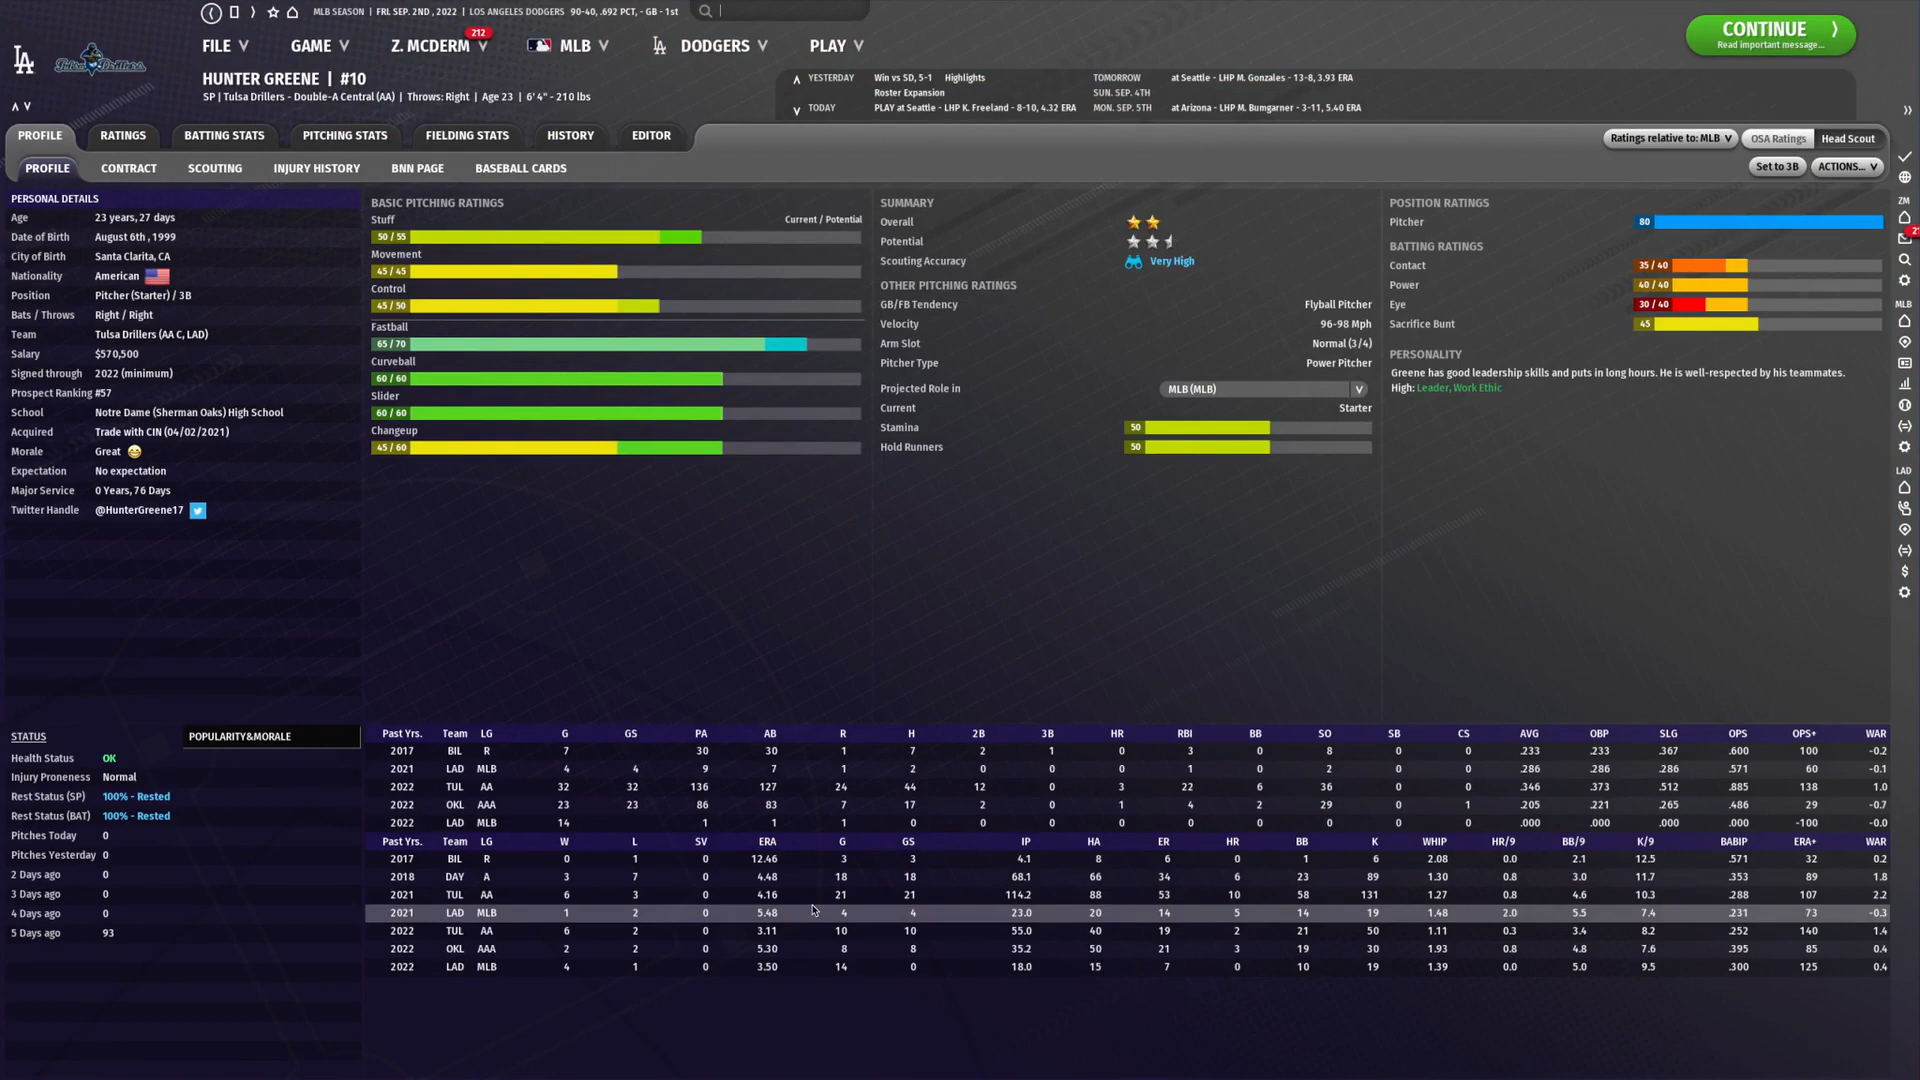 MLB SEASON | FRI. SEP. 2ND , 2022 | LOS ANGELES DODGERS 90-40, .692 PCT, - GB - 1st
FILE GAME Z. MCDERM 212 MLB DODGERS PLAY
CONTINUE
Read important message...
HUNTER GREENE | #10
SP | Tulsa Drillers - Double-A Central (AA) | Throws: Right | Age 23 | 6' 4" - 210 lbs
YESTERDAY Win vs SD, 5-1 Highlights TOMORROW at Seattle - LHP M. Gonzales - 13-8, 3.93 ERA
Roster Expansion SUN. SEP. 4TH
TODAY PLAY at Seattle - LHP K. Freeland - 8-10, 4.32 ERA MON. SEP. 5TH at Arizona - LHP M. Bumgarner - 3-11, 5.40 ERA
PROFILE RATINGS BATTING STATS PITCHING STATS FIELDING STATS HISTORY EDITOR Ratings relative to: MLB OSA Ratings Head Scout
PROFILE CONTRACT SCOUTING INJURY HISTORY BNN PAGE BASEBALL CARDS Set to 3B ACTIONS...
PERSONAL DETAILS
Age 23 years, 27 days
Date of Birth August 6th , 1999
City of Birth Santa Clarita, CA
Nationality American
Position Pitcher (Starter) / 3B
Bats / Throws Right / Right
Team Tulsa Drillers (AA C, LAD)
Salary $570,500
Signed through 2022 (minimum)
Prospect Ranking #57
School Notre Dame (Sherman Oaks) High School
Acquired Trade with CIN (04/02/2021)
Morale Great
Expectation No expectation
Major Service 0 Years, 76 Days
Twitter Handle @HunterGreene17
BASIC PITCHING RATINGS
Stuff Current / Potential
50 / 55
Movement
45 / 45
Control
45 / 50
Fastball
65 / 70
Curveball
60 / 60
Slider
60 / 60
Changeup
45 / 60
SUMMARY
Overall
Potential
Scouting Accuracy Very High
OTHER PITCHING RATINGS
GB/FB Tendency Flyball Pitcher
Velocity 96-98 Mph
Arm Slot Normal (3/4)
Pitcher Type Power Pitcher
Projected Role in MLB (MLB)
Current Starter
Stamina 50
Hold Runners 50
POSITION RATINGS
Pitcher 80
BATTING RATINGS
Contact 35 / 40
Power 40 / 40
Eye 30 / 40
Sacrifice Bunt 45
PERSONALITY
Greene has good leadership skills and puts in long hours. He is well-respected by his teammates.
High: Leader, Work Ethic
ZM
21
MLB
LAD
STATUS POPULARITY&MORALE
Health Status OK
Injury Proneness Normal
Rest Status (SP) 100% - Rested
Rest Status (BAT) 100% - Rested
Pitches Today 0
Pitches Yesterday 0
2 Days ago 0
3 Days ago 0
4 Days ago 0
5 Days ago 93
Past Yrs. Team LG G GS PA AB R H 2B 3B HR RBI BB SO SB CS AVG OBP SLG OPS OPS+ WAR
2017 BIL R 7 30 30 1 7 2 1 0 3 0 8 0 0 .233 .233 .367 .600 100 -0.2
2021 LAD MLB 4 4 9 7 1 2 0 0 0 1 0 2 0 0 .286 .286 .286 .571 60 -0.1
2022 TUL AA 32 32 136 127 24 44 12 0 3 22 6 36 0 0 .346 .373 .512 .885 138 1.0
2022 OKL AAA 23 23 86 83 7 17 2 0 1 4 2 29 0 1 .205 .221 .265 .486 29 -0.7
2022 LAD MLB 14 1 1 1 0 0 0 0 0 0 0 0 0 .000 .000 .000 .000 -100 -0.0
Past Yrs. Team LG W L SV ERA G GS IP HA ER HR BB K WHIP HR/9 BB/9 K/9 BABIP ERA+ WAR
2017 BIL R 0 1 0 12.46 3 3 4.1 8 6 0 1 6 2.08 0.0 2.1 12.5 .571 32 0.2
2018 DAY A 3 7 0 4.48 18 18 68.1 66 34 6 23 89 1.30 0.8 3.0 11.7 .353 89 1.8
2021 TUL AA 6 3 0 4.16 21 21 114.2 88 53 10 58 131 1.27 0.8 4.6 10.3 .288 107 2.2
2021 LAD MLB 1 2 0 5.48 4 4 23.0 20 14 5 14 19 1.48 2.0 5.5 7.4 .231 73 -0.3
2022 TUL AA 6 2 0 3.11 10 10 55.0 40 19 2 21 50 1.11 0.3 3.4 8.2 .252 140 1.4
2022 OKL AAA 2 2 0 5.30 8 8 35.2 50 21 3 19 30 1.93 0.8 4.8 7.6 .395 85 0.4
2022 LAD MLB 4 1 0 3.50 14 0 18.0 15 7 0 10 19 1.39 0.0 5.0 9.5 .300 125 0.4